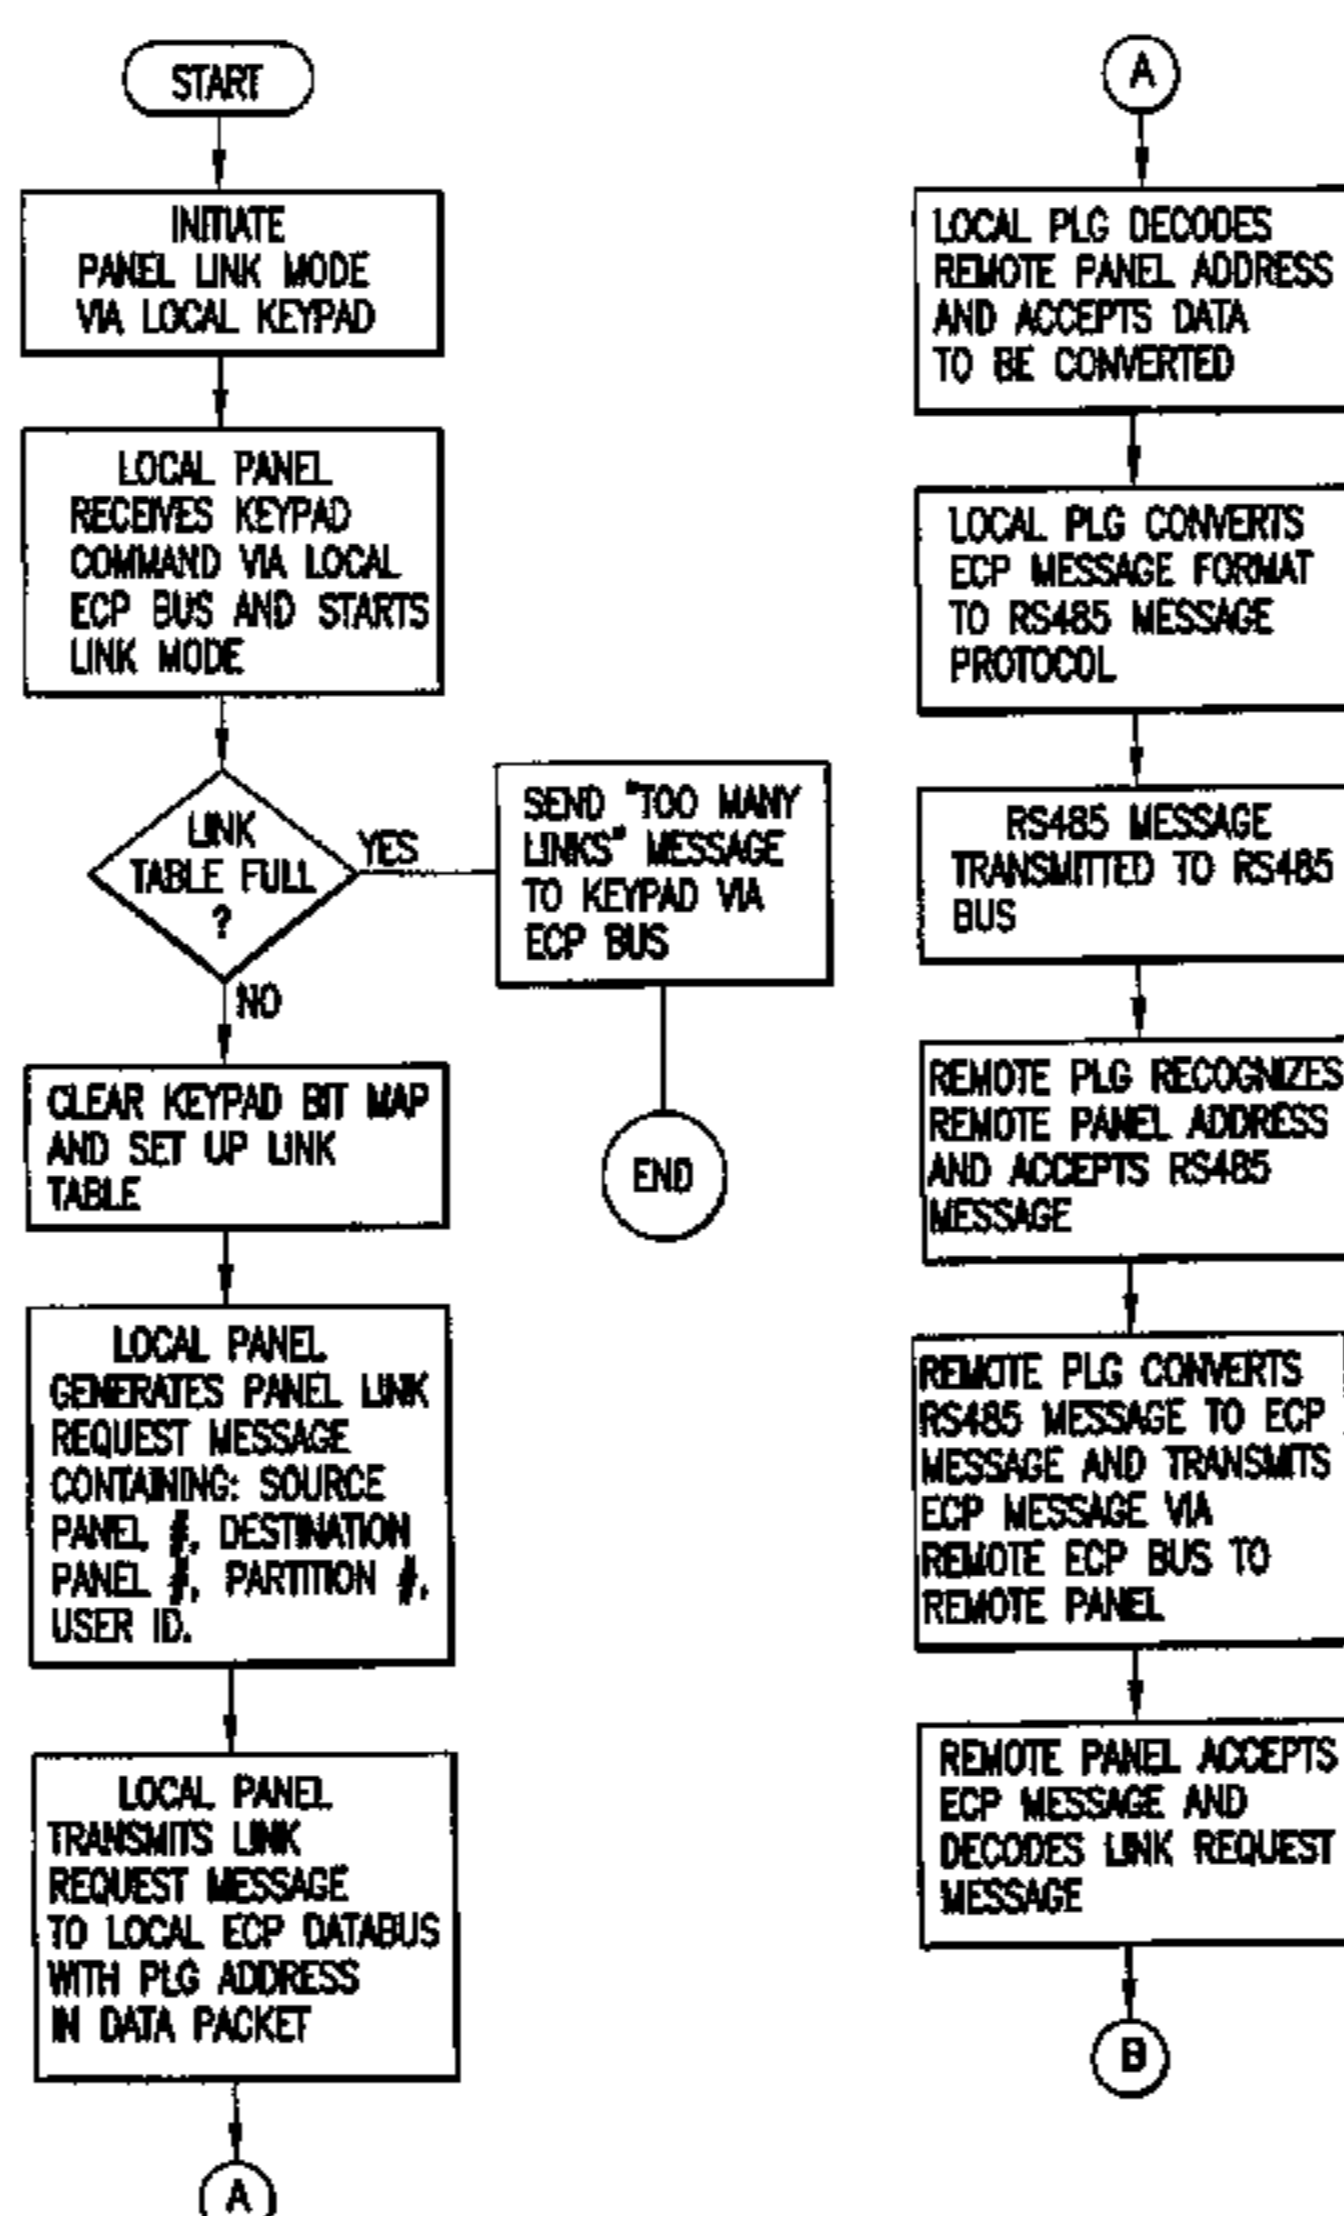 START
INITIATE
PANEL LINK MODE
VIA LOCAL KEYPAD
LOCAL PANEL
RECEIVES KEYPAD
COMMAND VIA LOCAL
ECP BUS AND STARTS
LINK MODE
LINK
TABLE FULL
?
YES
NO
SEND "TOO MANY
LINKS" MESSAGE
TO KEYPAD VIA
ECP BUS
END
CLEAR KEYPAD BIT MAP
AND SET UP LINK
TABLE
LOCAL PANEL
GENERATES PANEL LINK
REQUEST MESSAGE
CONTAINING: SOURCE
PANEL #, DESTINATION
PANEL #, PARTITION #,
USER ID.
LOCAL PANEL
TRANSMITS LINK
REQUEST MESSAGE
TO LOCAL ECP DATABUS
WITH PLG ADDRESS
IN DATA PACKET
A
A
LOCAL PLG DECODES
REMOTE PANEL ADDRESS
AND ACCEPTS DATA
TO BE CONVERTED
LOCAL PLG CONVERTS
ECP MESSAGE FORMAT
TO RS485 MESSAGE
PROTOCOL
RS485 MESSAGE
TRANSMITTED TO RS485
BUS
REMOTE PLG RECOGNIZES
REMOTE PANEL ADDRESS
AND ACCEPTS RS485
MESSAGE
REMOTE PLG CONVERTS
RS485 MESSAGE TO ECP
MESSAGE AND TRANSMITS
ECP MESSAGE VIA
REMOTE ECP BUS TO
REMOTE PANEL
REMOTE PANEL ACCEPTS
ECP MESSAGE AND
DECODES LINK REQUEST
MESSAGE
B